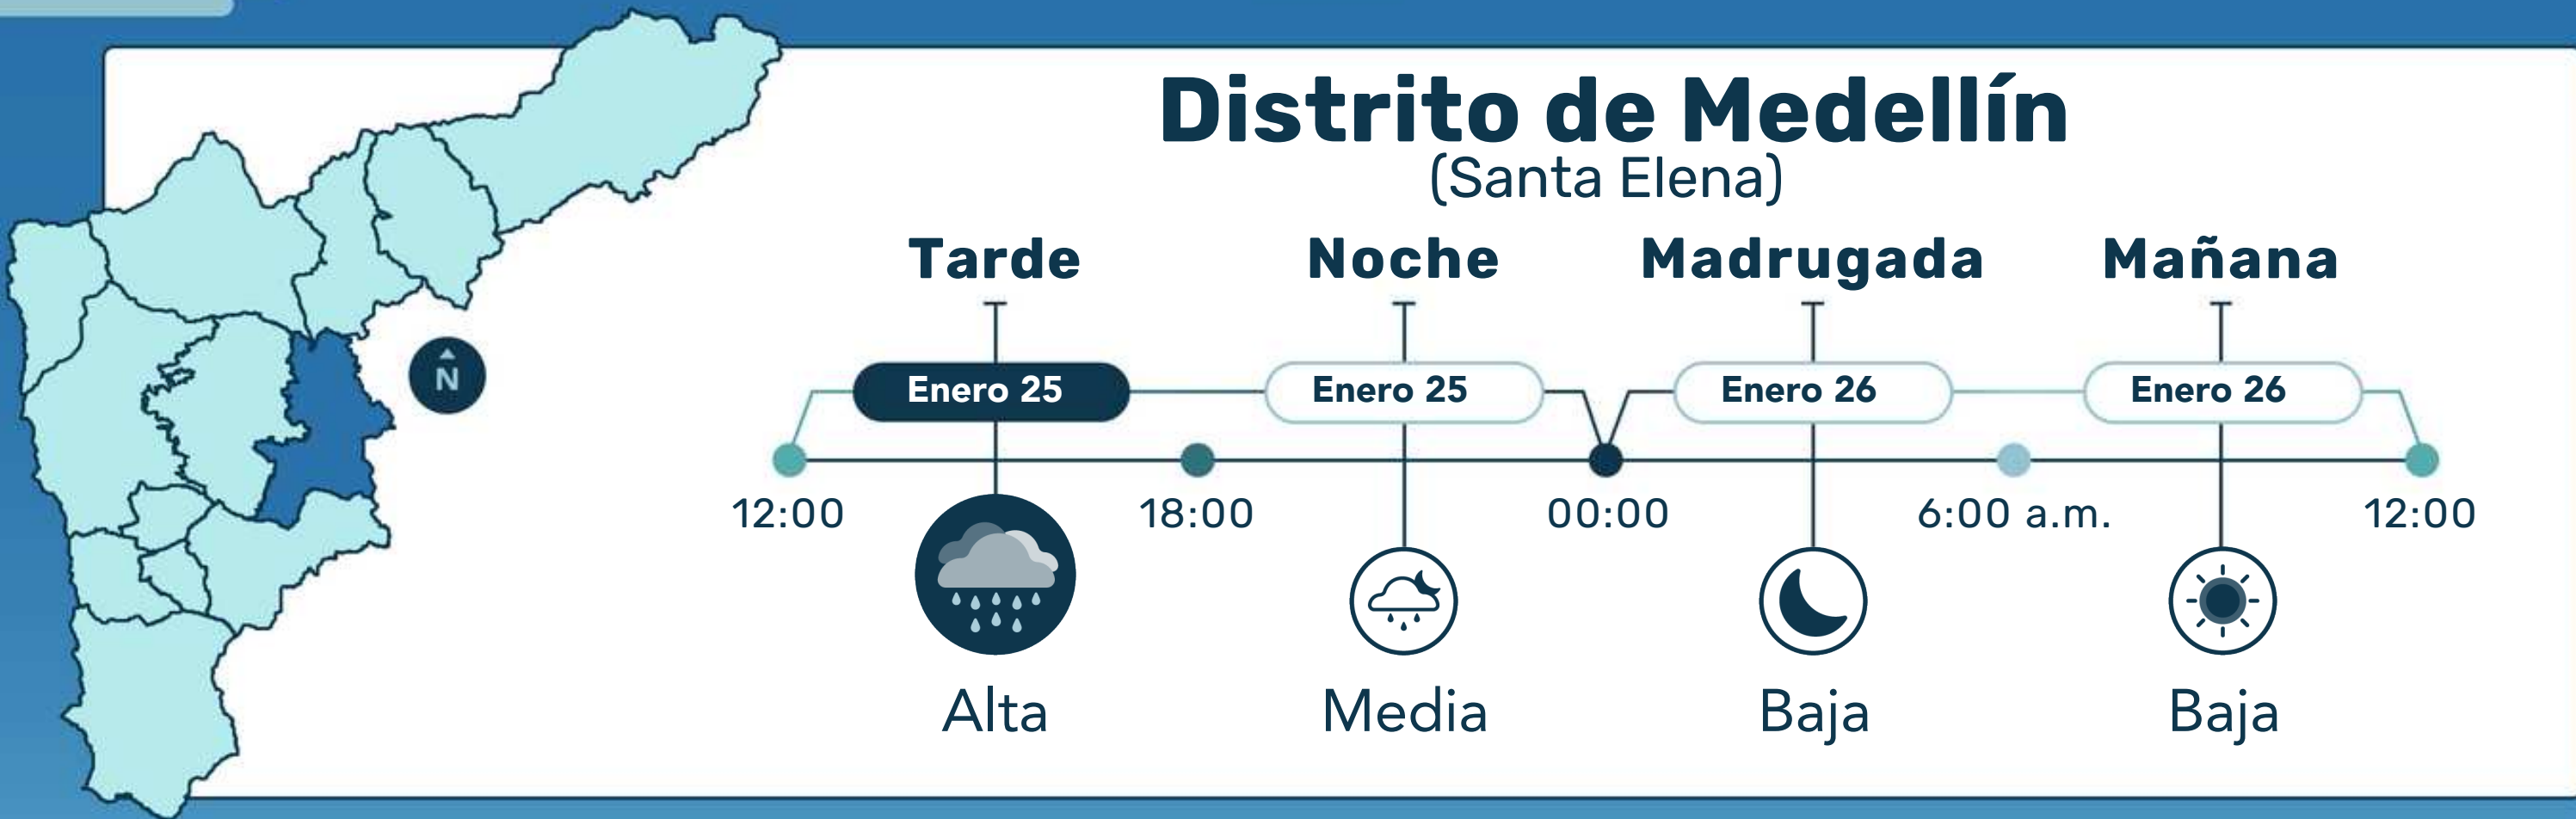 Distrito de Medellín
(Santa Elena)
Tarde Noche Madrugada Mañana
N
Enero 25 Enero 25 Enero 26 Enero 26
12:00 18:00 00:00 6:00 a.m. 12:00
Alta Media Baja Baja